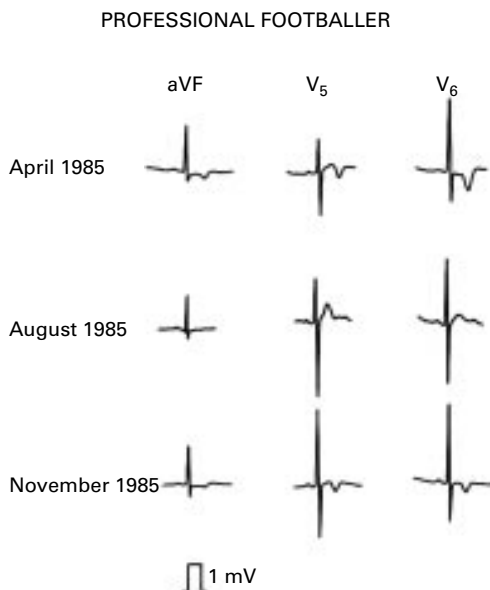 PROFESSIONAL FOOTBALLER
aVF V₅ V₆
April 1985
August 1985
November 1985
1 mV